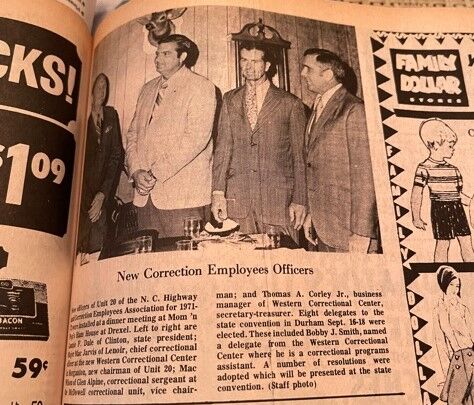 CKS!
$1 09
BACON
59¢
FAMILY
DOLLAR
STORES
New Correction Employees Officers
officers of Unit 20 of the N. C. Highway
Correction Employees Association for 1971-
were installed at a dinner meeting at Mom 'n
State House at Drexel. Left to right are
F. Dale of Clinton, state president;
Mac Jarvis of Lenoir, chief correctional
at the new Western Correctional Center
Morganton, new chairman of Unit 20; Mac
of Glen Alpine, correctional sergeant at
McDowell correctional unit, vice chair-
man; and Thomas A. Corley Jr., business
manager of Western Correctional Center,
secretary-treasurer. Eight delegates to the
state convention in Durham Sept. 16-18 were
elected. These included Bobby J. Smith, named
a delegate from the Western Correctional
Center where he is a correctional programs
assistant. A number of resolutions were
adopted which will be presented at the state
convention. (Staff photo)